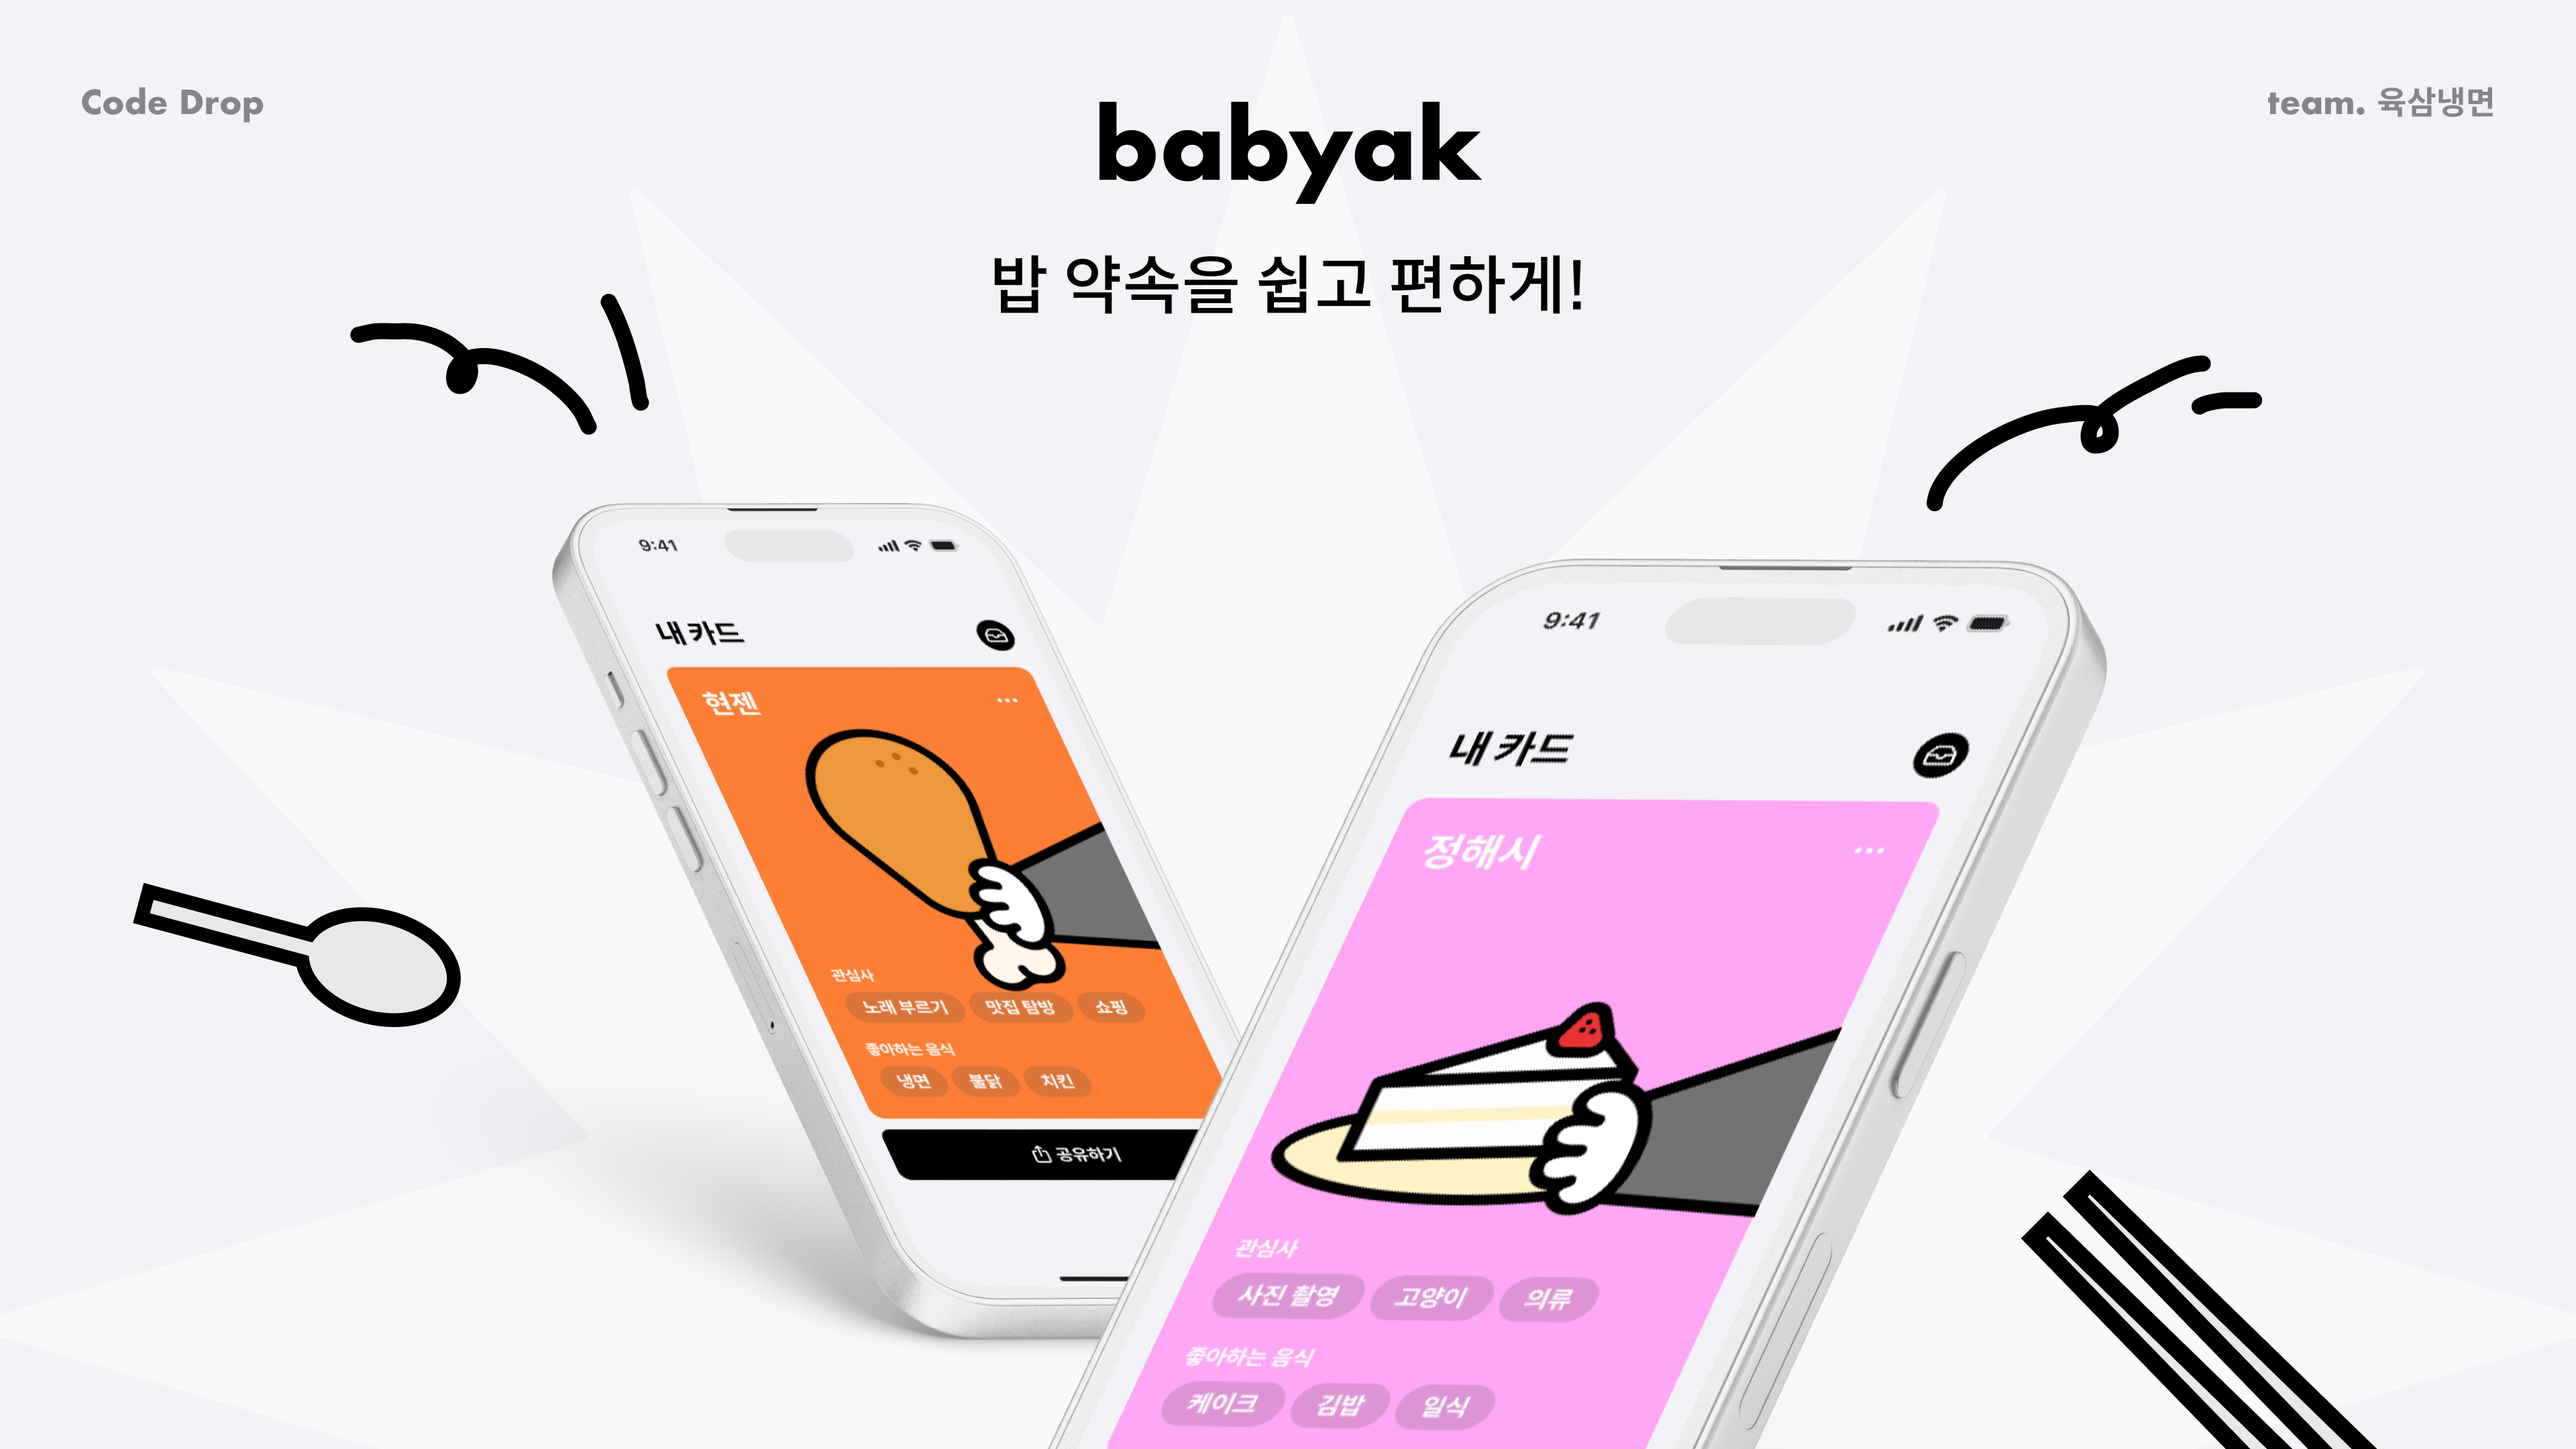 Code Drop
babyak
team. 육삼냉면
밥 약속을 쉽고 편하게!
9:41
내 카드
현젠
관심사
노래 부르기 맛집 탐방 쇼핑
좋아하는 음식
냉면 불닭 치킨
공유하기
9:41
내 카드
정해시
관심사
사진 촬영 고양이 의류
좋아하는 음식
케이크 김밥 일식